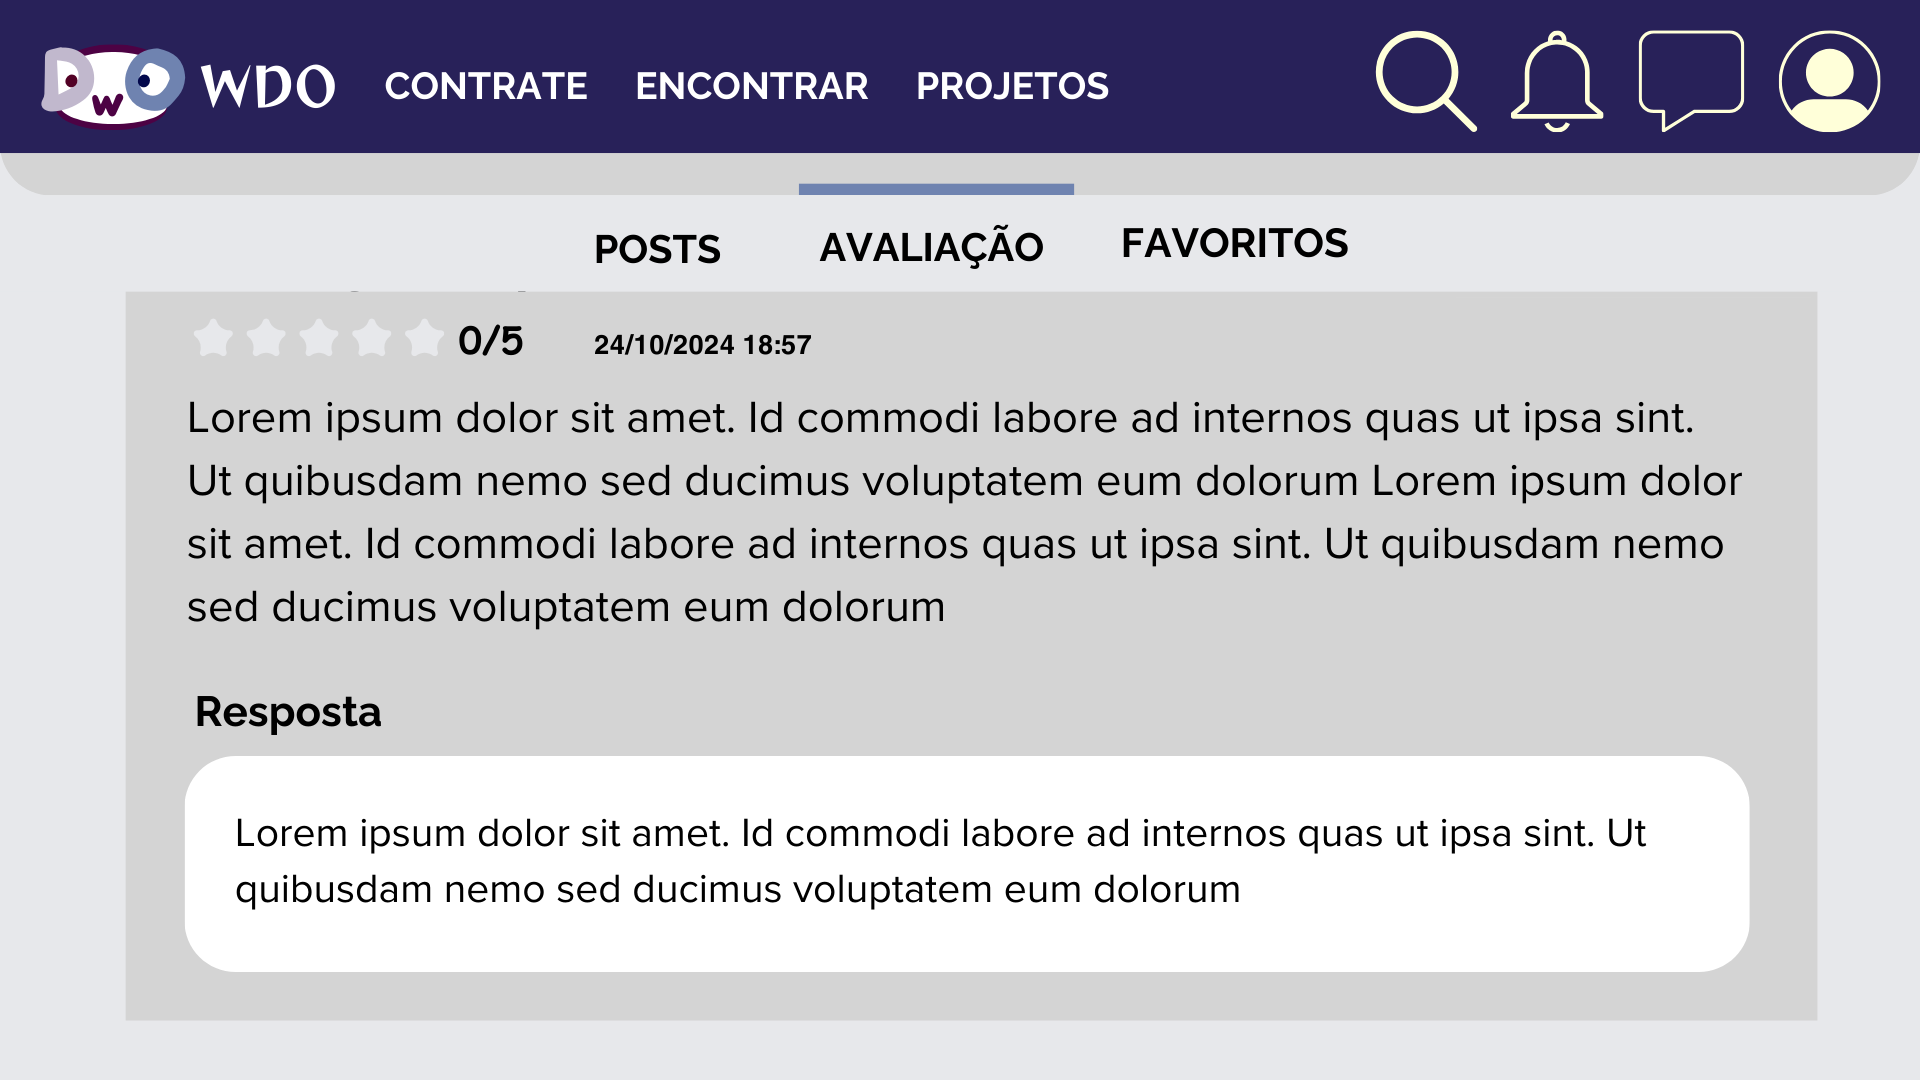 DWO WDO CONTRATE ENCONTRAR PROJETOS
POSTS AVALIAÇÃO FAVORITOS
0/5 24/10/2024 18:57
Lorem ipsum dolor sit amet. Id commodi labore ad internos quas ut ipsa sint.
Ut quibusdam nemo sed ducimus voluptatem eum dolorum Lorem ipsum dolor
sit amet. Id commodi labore ad internos quas ut ipsa sint. Ut quibusdam nemo
sed ducimus voluptatem eum dolorum
Resposta
Lorem ipsum dolor sit amet. Id commodi labore ad internos quas ut ipsa sint. Ut
quibusdam nemo sed ducimus voluptatem eum dolorum